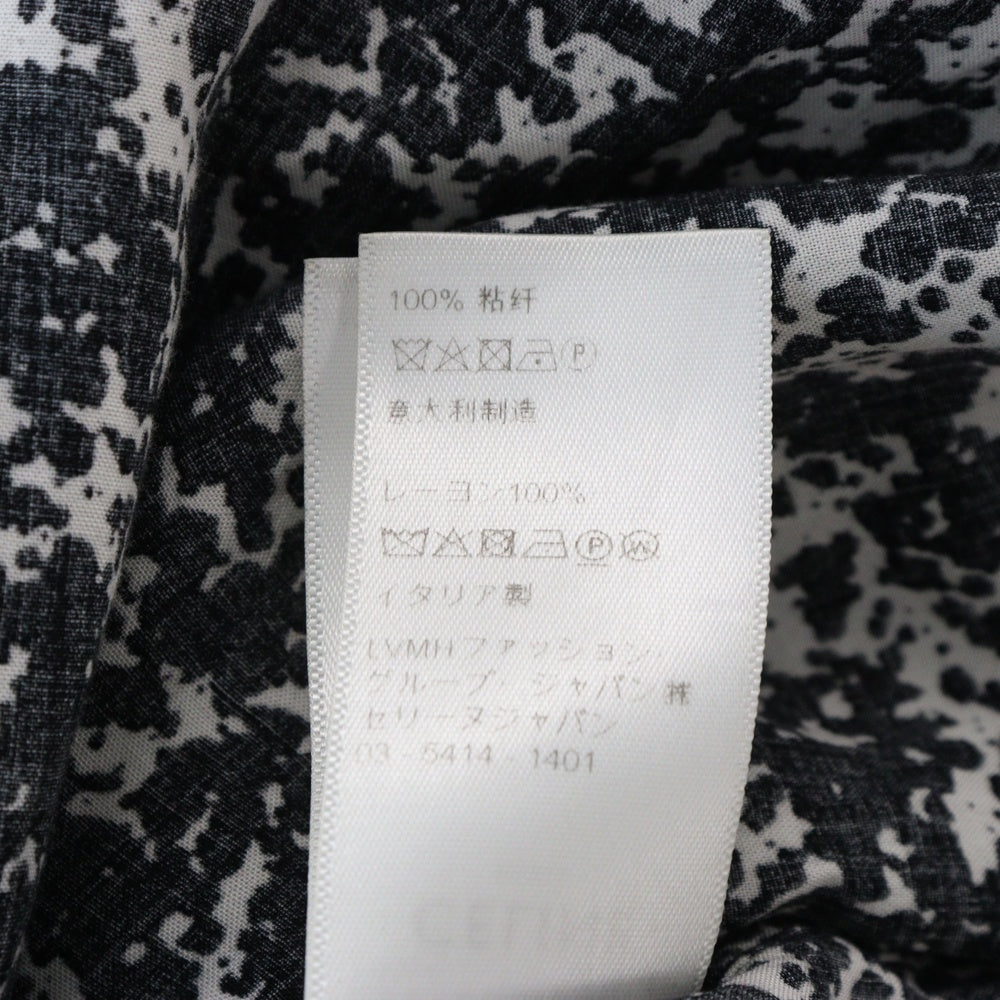 100% 粘纤
P
意大利制造
レーヨン100%
P W
イタリア製
LVMHファッション
グループ ジャパン㈱
セリーヌジャパン
03-5414-1401